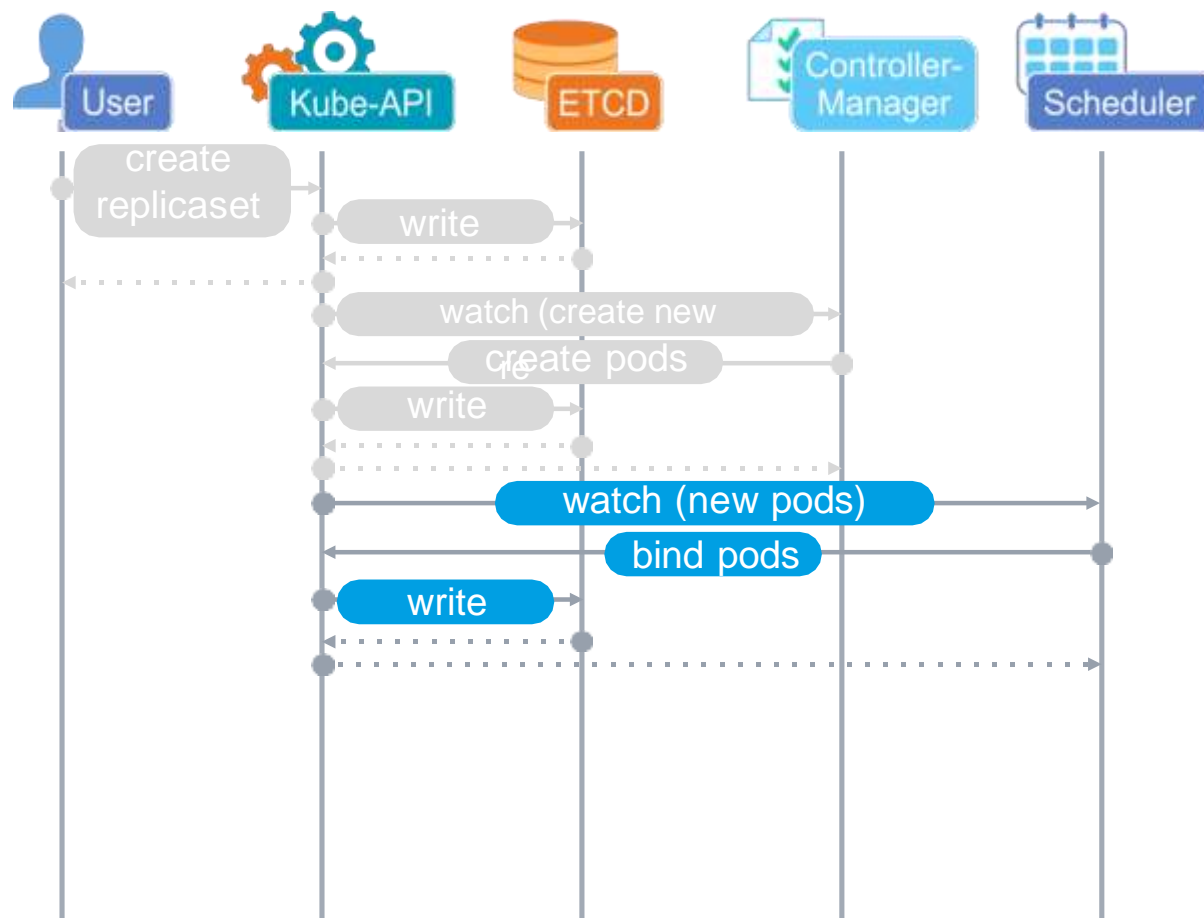 User
Kube-API
ETCD
Controller-
Manager
Scheduler
create
replicaset
write
watch (create new
re
create pods
write
watch (new pods)
bind pods
write